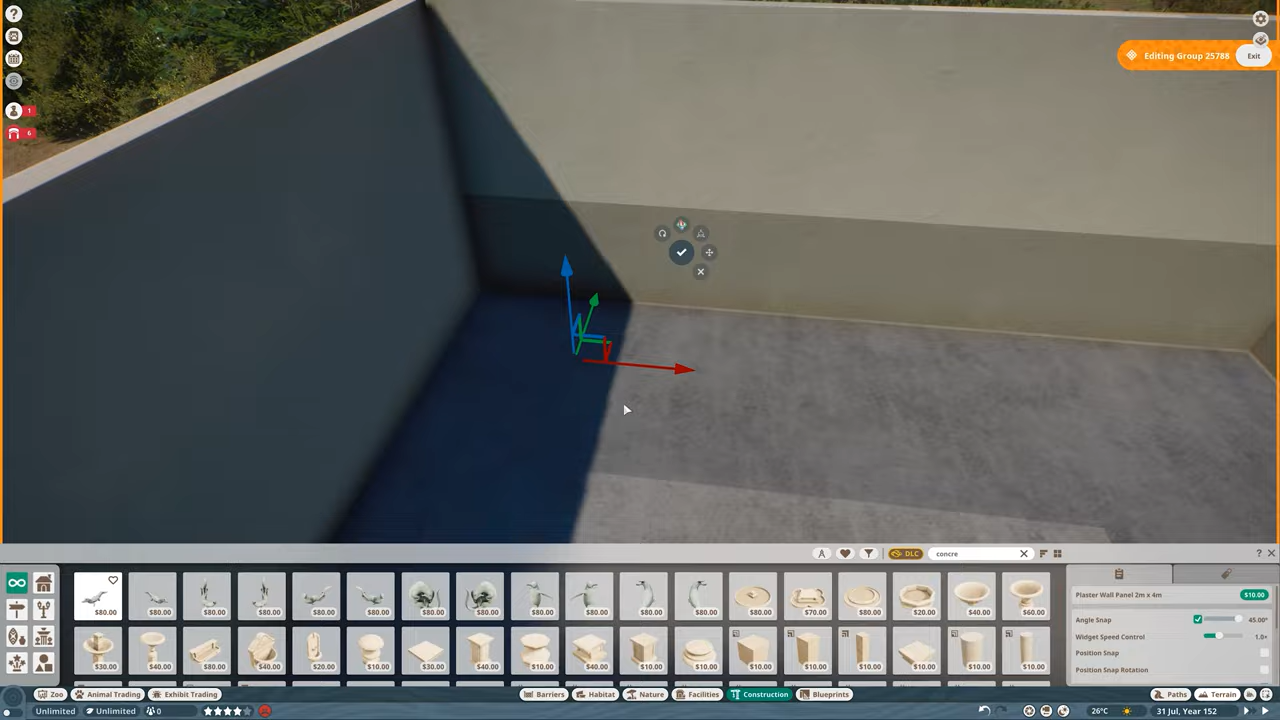 ?
Editing Group 25788
Exit
1
6
DLC
concre
?
$80.00 $80.00 $80.00 $80.00 $80.00 $80.00 $80.00 $80.00 $80.00 $80.00 $80.00 $80.00 $80.00 $70.00 $80.00 $20.00 $40.00 $60.00
$30.00 $40.00 $80.00 $40.00 $20.00 $10.00 $30.00 $40.00 $10.00 $10.00 $10.00 $10.00 $10.00 $10.00 $10.00 $10.00 $10.00 $10.00
Plaster Wall Panel 2m x 4m
$10.00
Angle Snap
45.00°
Widget Speed Control
1.0×
Position Snap
Position Snap Rotation
Zoo
Animal Trading
Exhibit Trading
Barriers
Habitat
Nature
Facilities
Construction
Blueprints
Paths
Terrain
Unlimited
Unlimited
0
26°C
31 Jul, Year 152